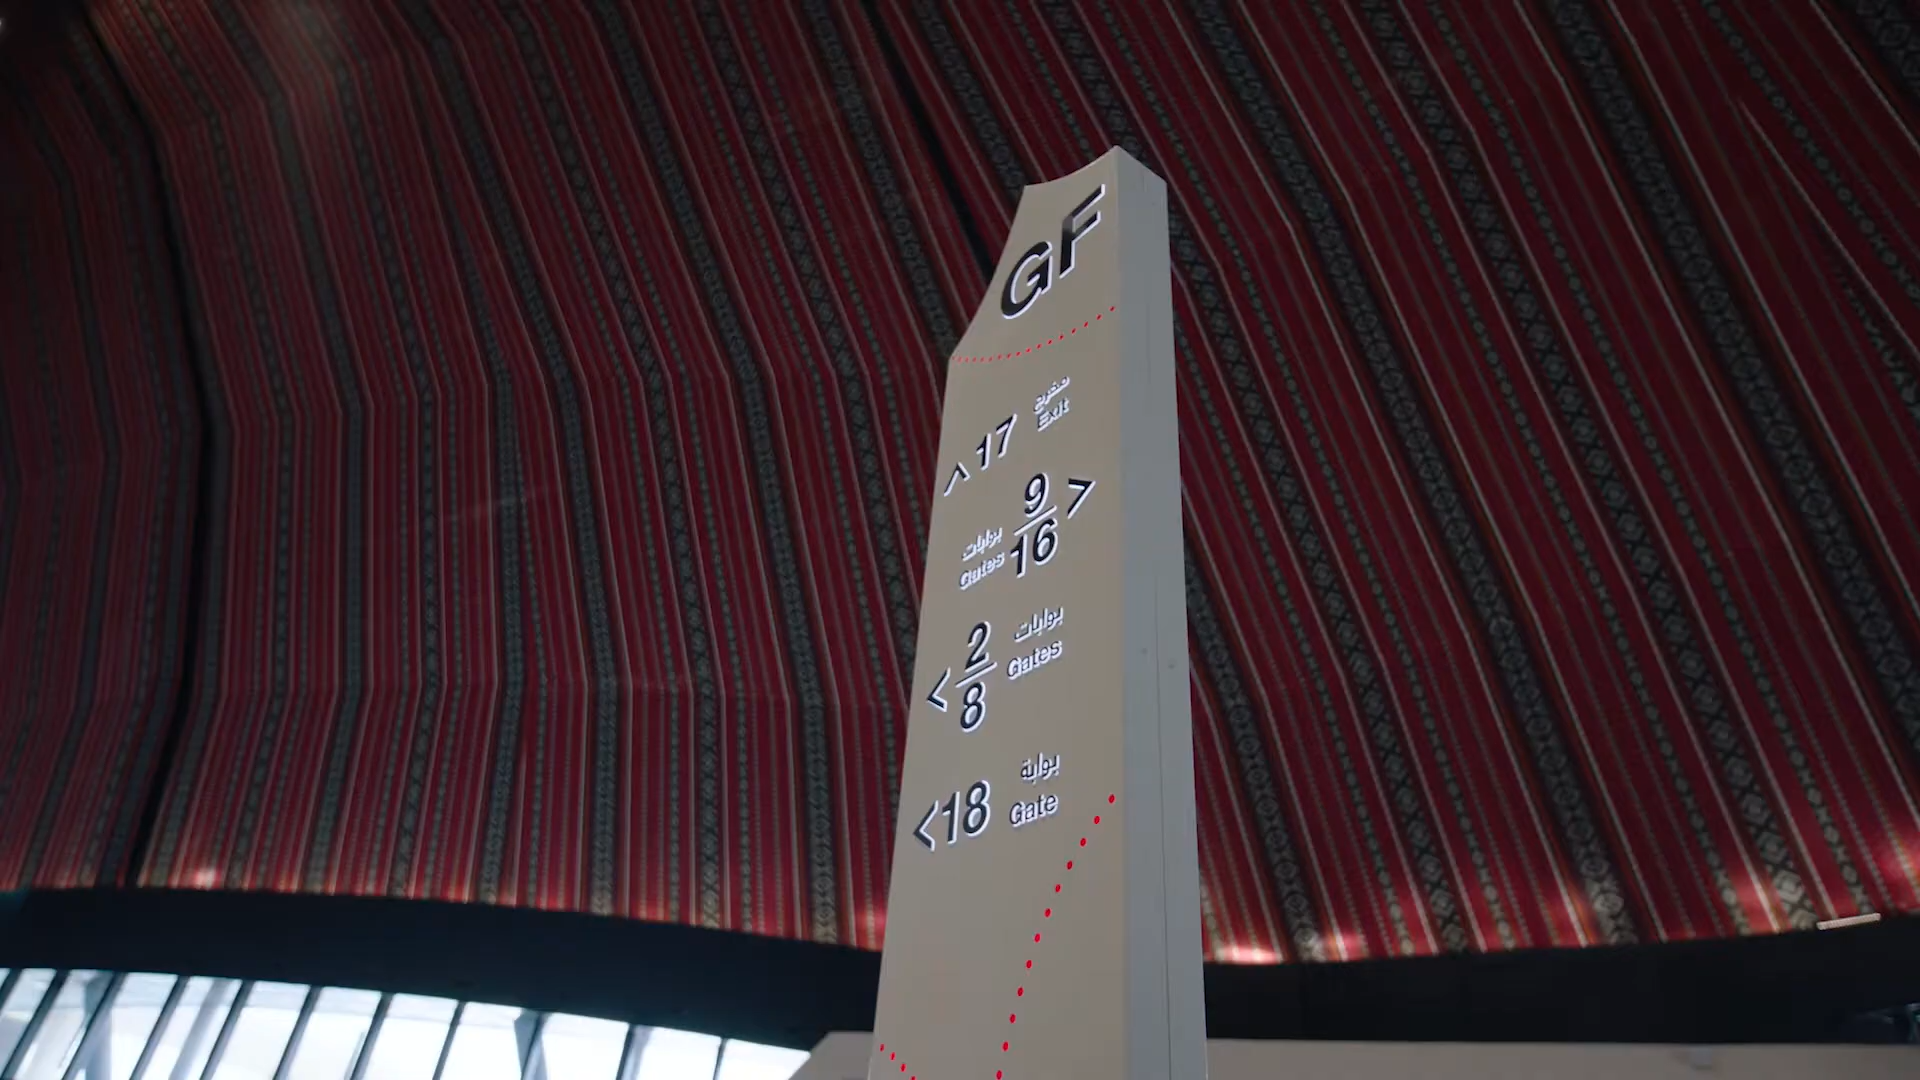 GF
مخرج
Exit
^ 17
9 >
بوابات
Gates 16
2
بوابات
< Gates
8
بوابة
< 18 Gate